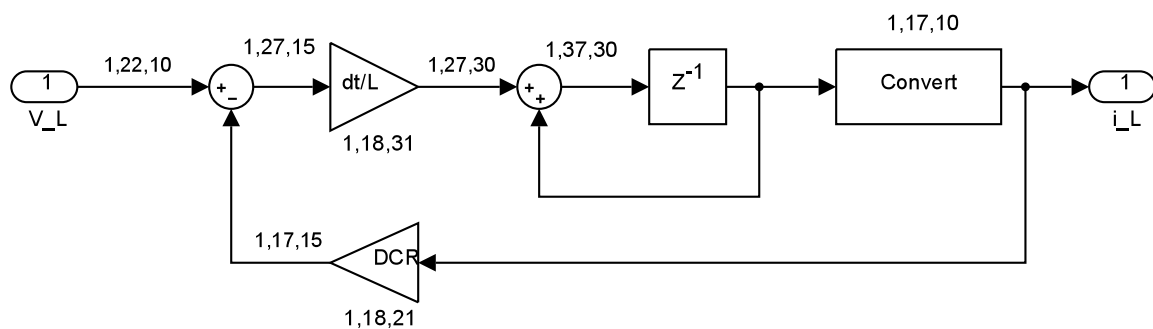 1,17,10
1,27,15
1,37,30
1,22,10
1,27,30
1
+
−
dt/L
+
+
Z-1
Convert
1
V_L
i_L
1,18,31
1,17,15
DCR
1,18,21